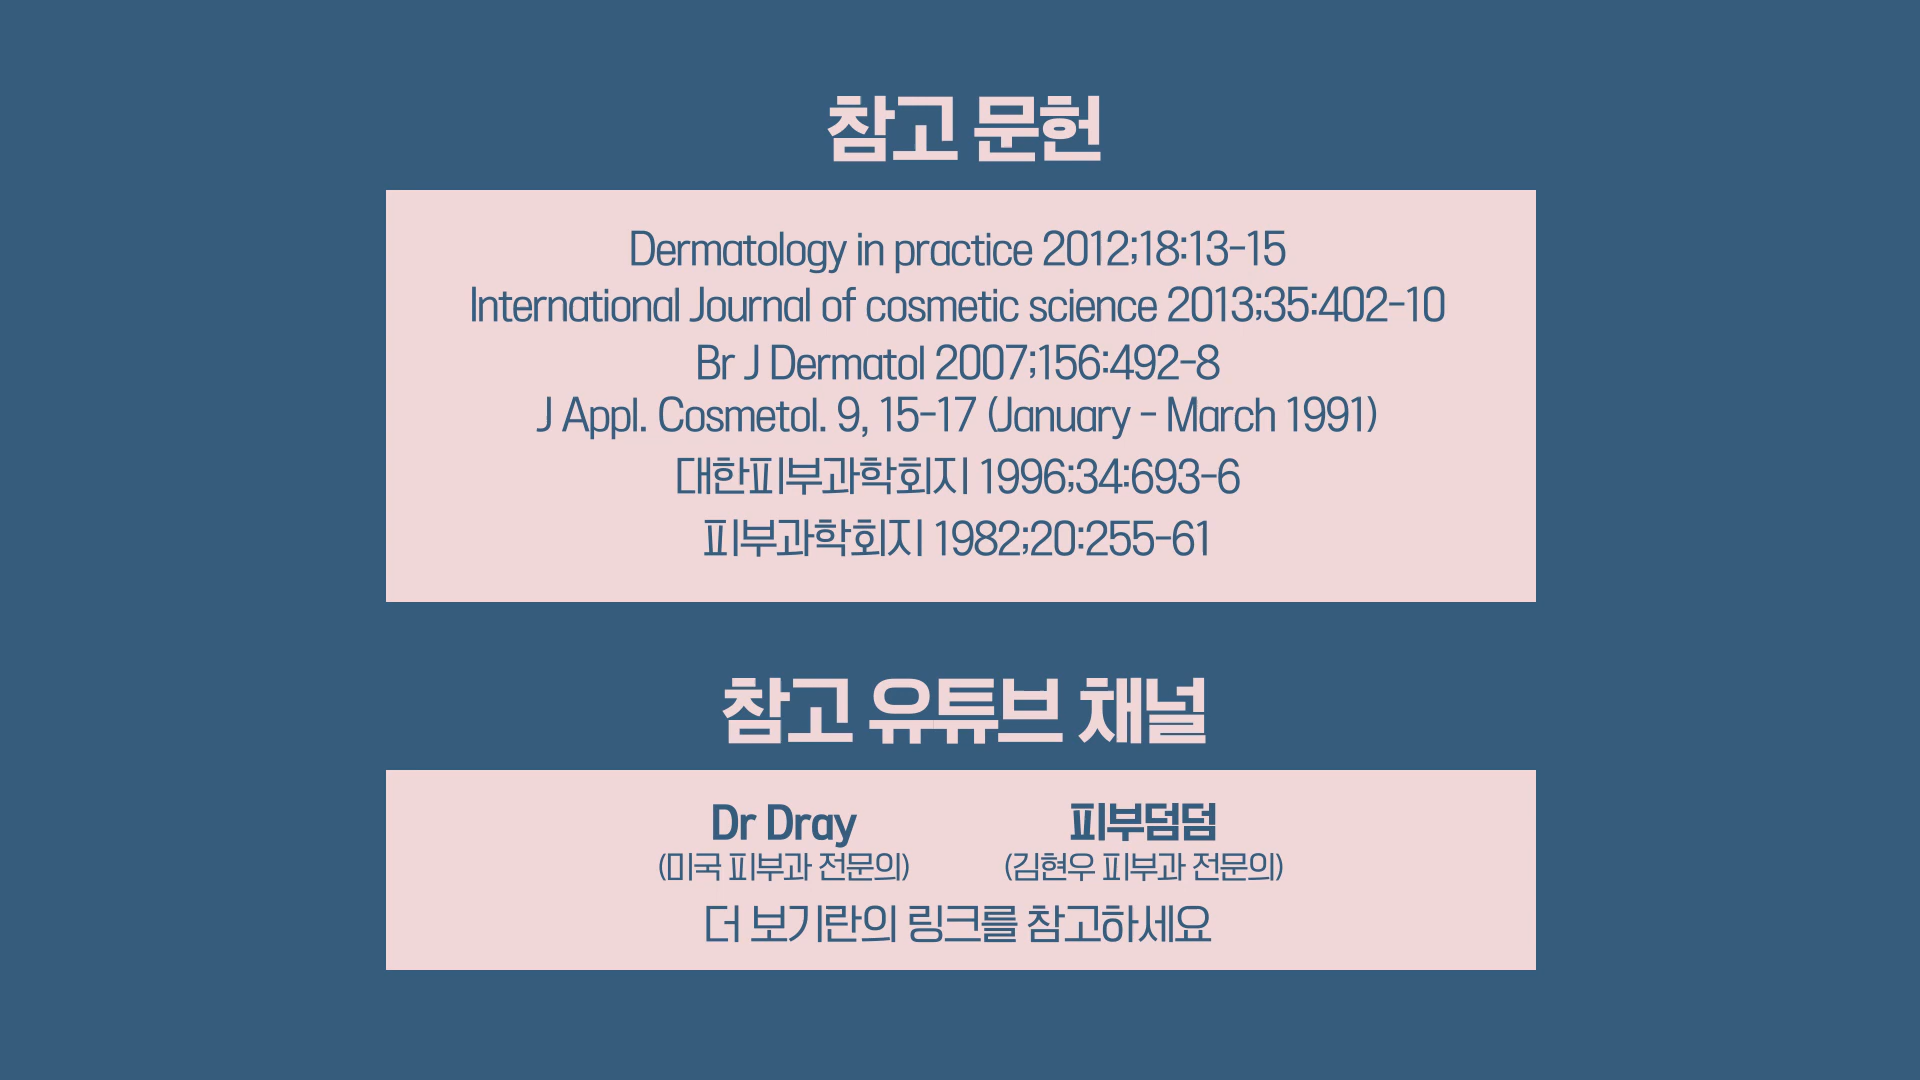 참고 문헌
Dermatology in practice 2012;18:13-15
International Journal of cosmetic science 2013;35:402-10
Br J Dermatol 2007;156:492-8
J Appl. Cosmetol. 9, 15-17 (January - March 1991)
대한피부과학회지 1996;34:693-6
피부과학회지 1982;20:255-61
참고 유튜브 채널
Dr Dray 피부덤덤
(미국 피부과 전문의) (김현우 피부과 전문의)
더 보기란의 링크를 참고하세요